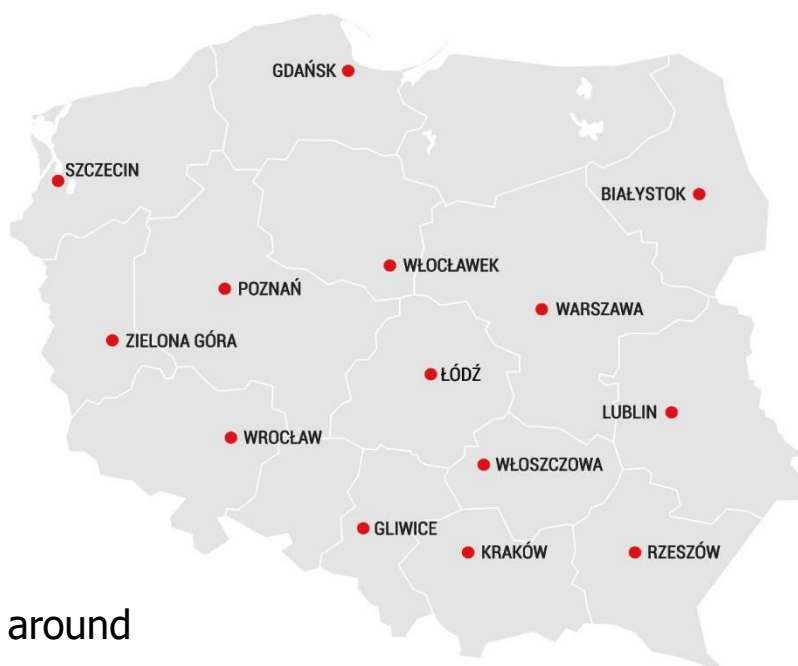 GDAŃSK
SZCZECIN
BIAŁYSTOK
WŁOCŁAWEK
POZNAŃ
WARSZAWA
ZIELONA GÓRA
ŁÓDŹ
LUBLIN
WROCŁAW
WŁOSZCZOWA
GLIWICE
KRAKÓW
RZESZÓW
around